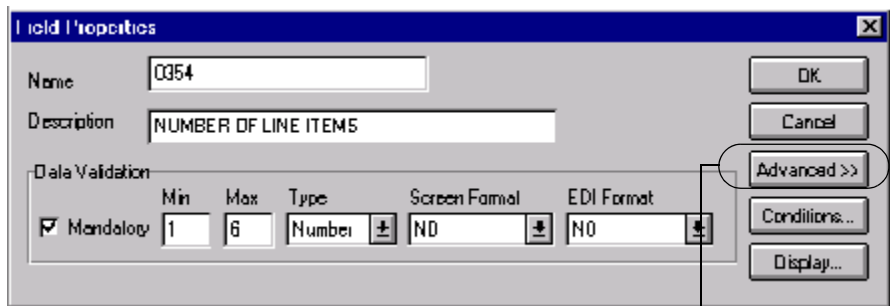 Field Properties
Name 0354
Description NUMBER OF LINE ITEMS
Data Validation
Min Max Type Screen Format EDI Format
Mandatory 1 6 Number N0 N0
OK
Cancel
Advanced >>
Conditions...
Display...